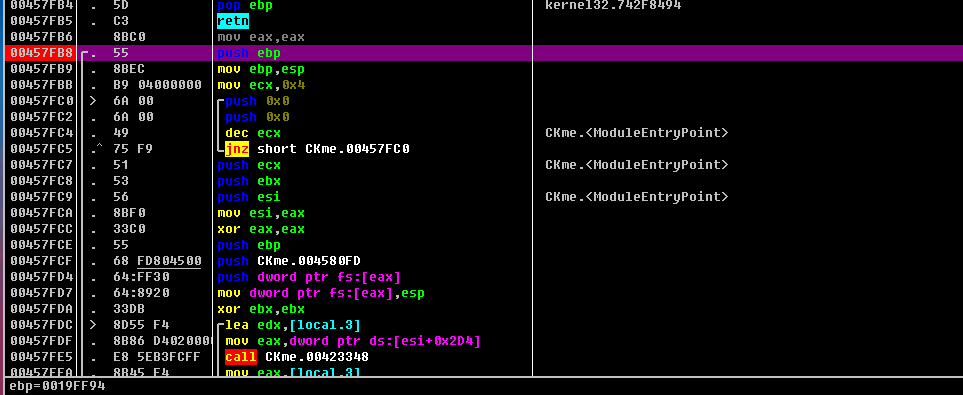 00457FB4 . 5D pop ebp kernel32.742F8494
00457FB5 . C3 retn
00457FB6 8BC0 mov eax,eax
00457FB8 . 55 push ebp
00457FB9 . 8BEC mov ebp,esp
00457FBB . B9 04000000 mov ecx,0x4
00457FC0 > 6A 00 push 0x0
00457FC2 . 6A 00 push 0x0
00457FC4 . 49 dec ecx CKme.<ModuleEntryPoint>
00457FC5 .^ 75 F9 jnz short CKme.00457FC0
00457FC7 . 51 push ecx CKme.<ModuleEntryPoint>
00457FC8 . 53 push ebx
00457FC9 . 56 push esi CKme.<ModuleEntryPoint>
00457FCA . 8BF0 mov esi,eax
00457FCC . 33C0 xor eax,eax
00457FCE . 55 push ebp
00457FCF . 68 FD804500 push CKme.004580FD
00457FD4 . 64:FF30 push dword ptr fs:[eax]
00457FD7 . 64:8920 mov dword ptr fs:[eax],esp
00457FDA . 33DB xor ebx,ebx
00457FDC > 8D55 F4 lea edx,[local.3]
00457FDF . 8B86 D4020000 mov eax,dword ptr ds:[esi+0x2D4]
00457FE5 . E8 5EB3FCFF call CKme.00423348
00457FEA . 8B45 F4 mov eax,[local.3]
ebp=0019FF94